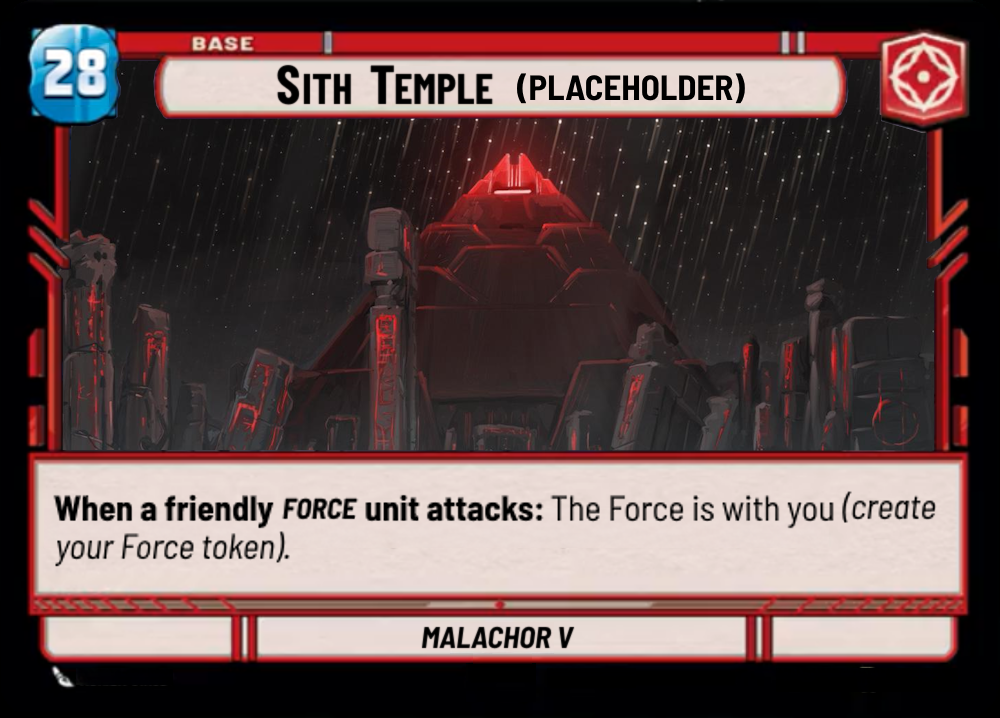 BASE
28
SITH TEMPLE (PLACEHOLDER)
When a friendly FORCE unit attacks: The Force is with you (create
your Force token).
MALACHOR V